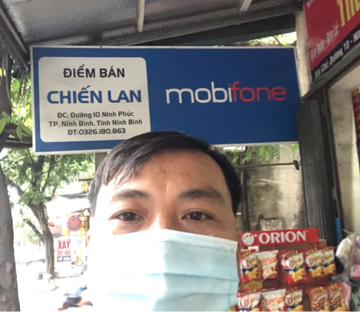 ĐIỂM BÁN
CHIẾN LAN
ĐC: Đường 10 Ninh Phúc
TP. Ninh Bình, Tỉnh Ninh Bình
ĐT:0326.180.863
mobifone
ORION
XAY